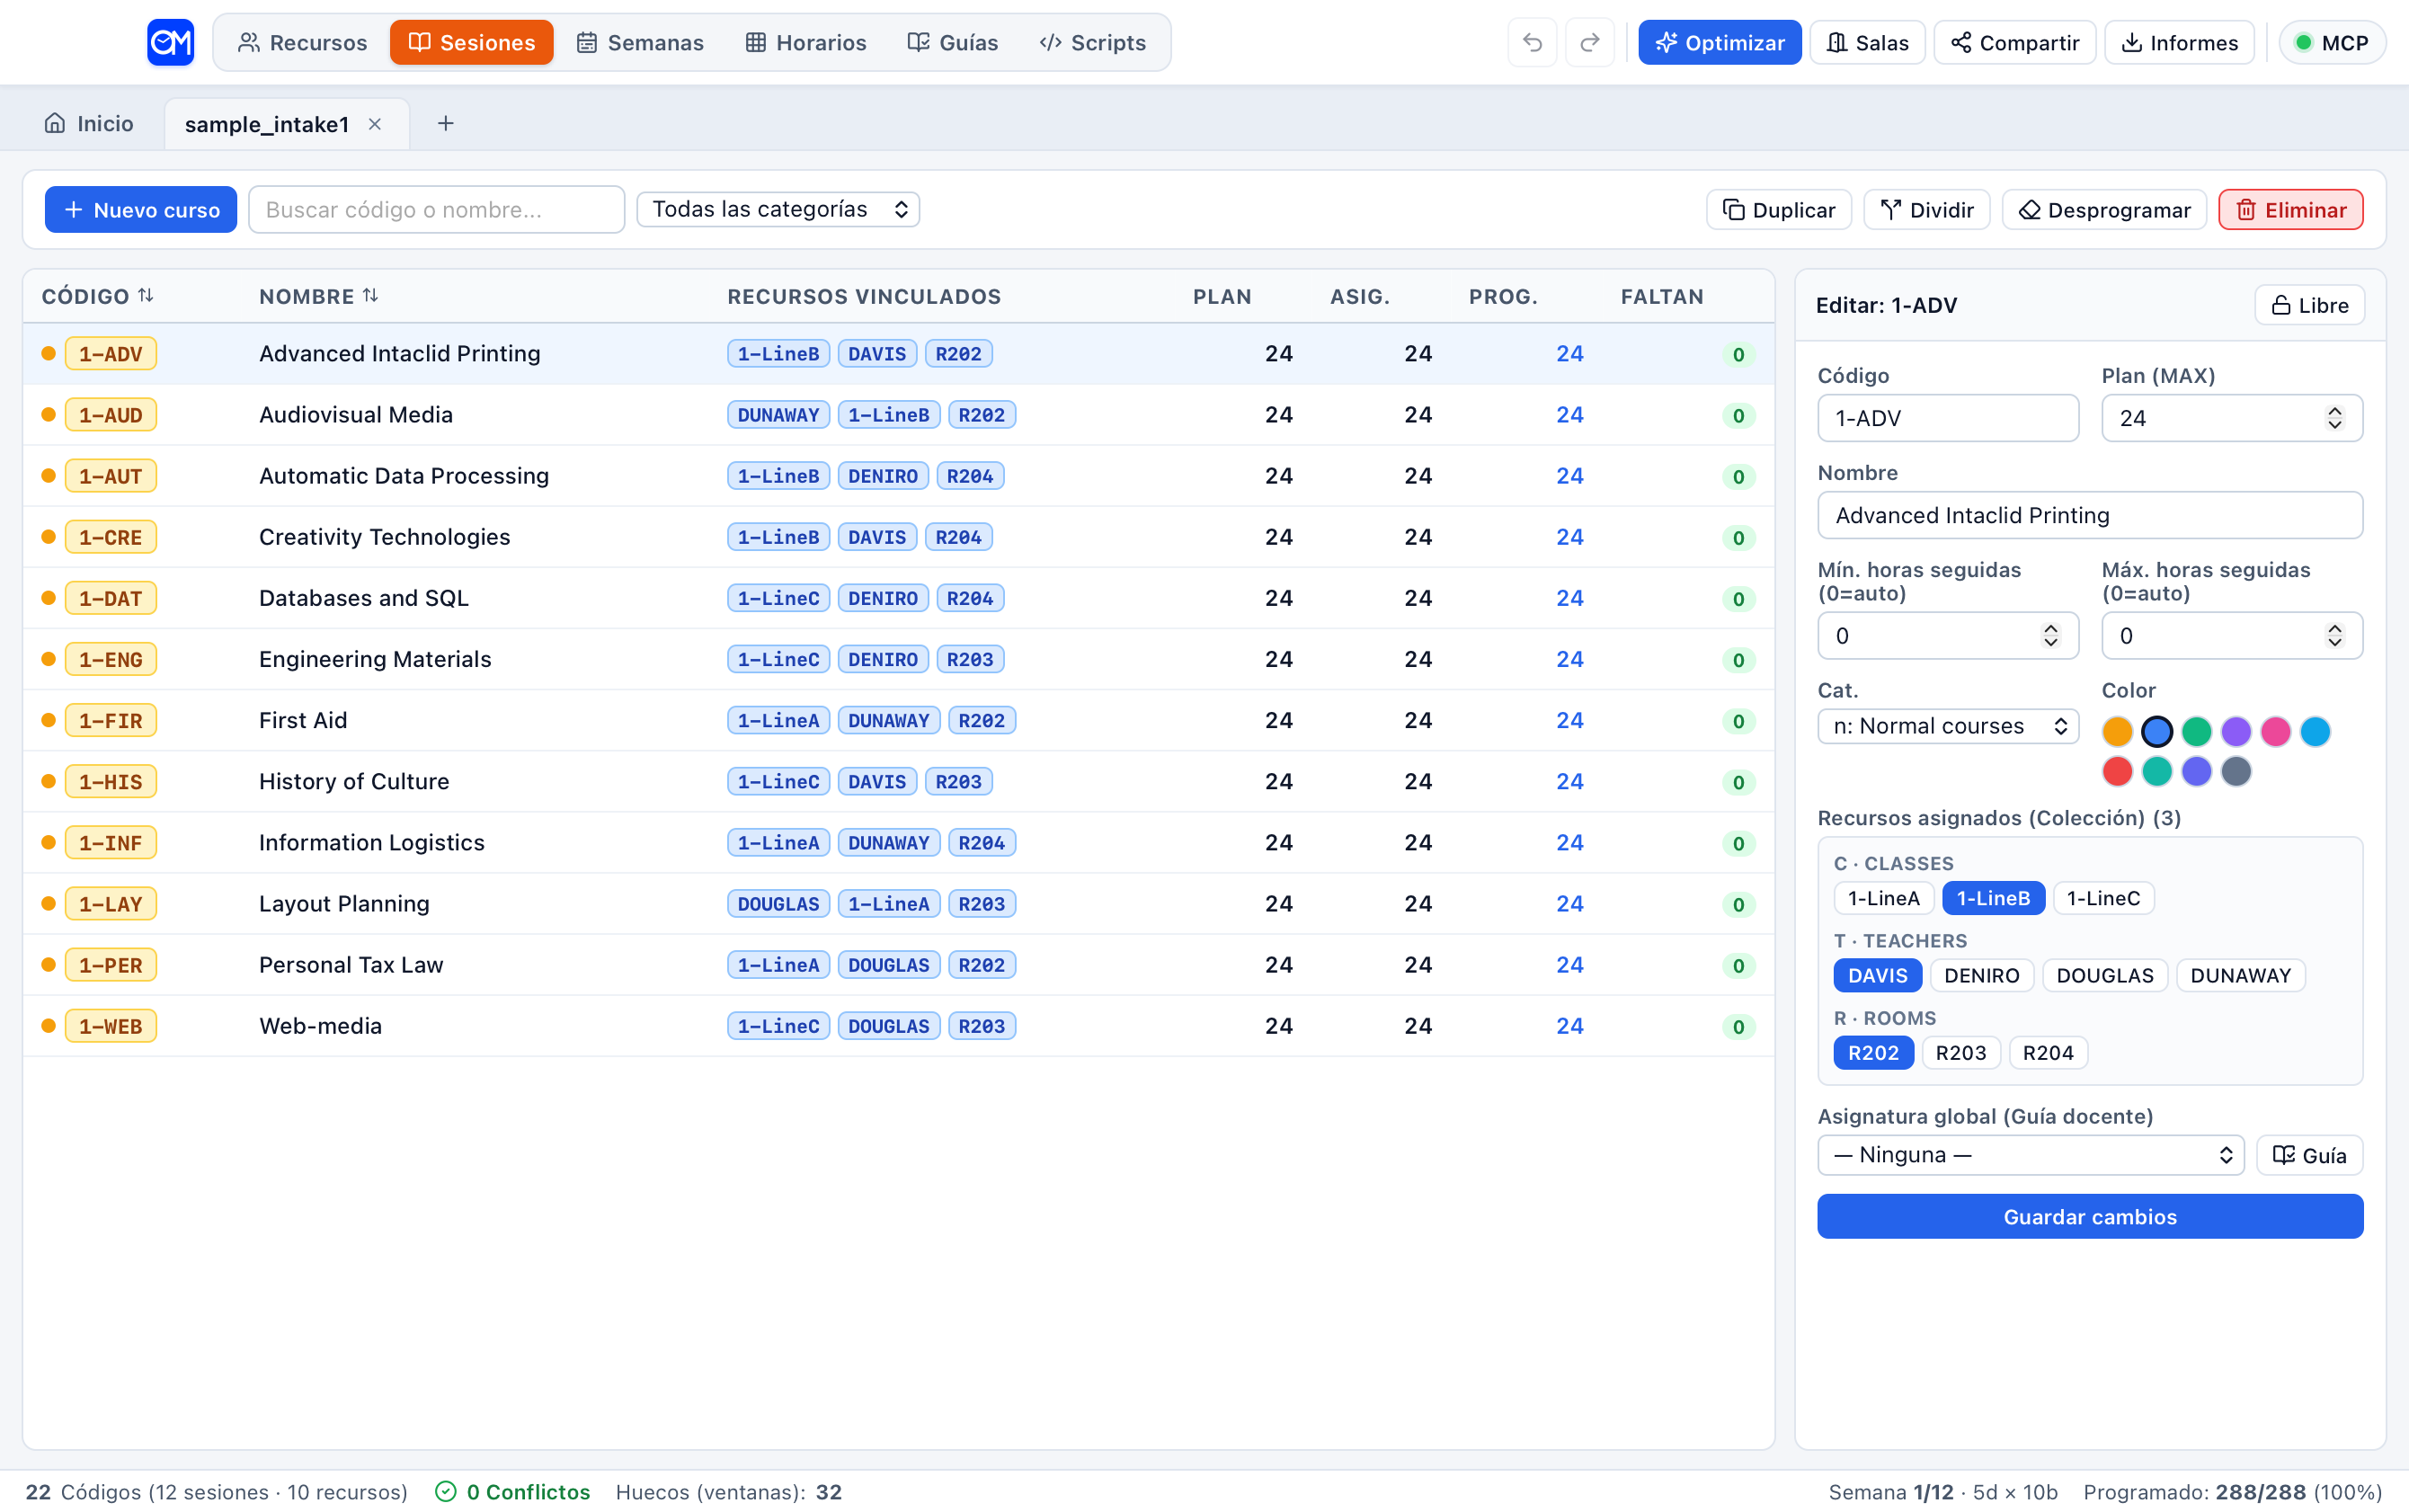 OM Recursos Sesiones Semanas Horarios Guías Scripts Optimizar Salas Compartir Informes MCP
Inicio sample_intake1 × +
+ Nuevo curso Buscar código o nombre... Todas las categorías Duplicar Dividir Desprogramar Eliminar
CÓDIGO NOMBRE RECURSOS VINCULADOS PLAN ASIG. PROG. FALTAN
1-ADV Advanced Intaclid Printing 1-LineB DAVIS R202 24 24 24 0
1-AUD Audiovisual Media DUNAWAY 1-LineB R202 24 24 24 0
1-AUT Automatic Data Processing 1-LineB DENIRO R204 24 24 24 0
1-CRE Creativity Technologies 1-LineB DAVIS R204 24 24 24 0
1-DAT Databases and SQL 1-LineC DENIRO R204 24 24 24 0
1-ENG Engineering Materials 1-LineC DENIRO R203 24 24 24 0
1-FIR First Aid 1-LineA DUNAWAY R202 24 24 24 0
1-HIS History of Culture 1-LineC DAVIS R203 24 24 24 0
1-INF Information Logistics 1-LineA DUNAWAY R204 24 24 24 0
1-LAY Layout Planning DOUGLAS 1-LineA R203 24 24 24 0
1-PER Personal Tax Law 1-LineA DOUGLAS R202 24 24 24 0
1-WEB Web-media 1-LineC DOUGLAS R203 24 24 24 0
Editar: 1-ADV Libre
Código Plan (MAX)
1-ADV 24
Nombre
Advanced Intaclid Printing
Mín. horas seguidas (0=auto) Máx. horas seguidas (0=auto)
0 0
Cat. Color
n: Normal courses
Recursos asignados (Colección) (3)
C · CLASSES
1-LineA 1-LineB 1-LineC
T · TEACHERS
DAVIS DENIRO DOUGLAS DUNAWAY
R · ROOMS
R202 R203 R204
Asignatura global (Guía docente)
— Ninguna — Guía
Guardar cambios
22 Códigos (12 sesiones · 10 recursos) 0 Conflictos Huecos (ventanas): 32 Semana 1/12 · 5d × 10b Programado: 288/288 (100%)